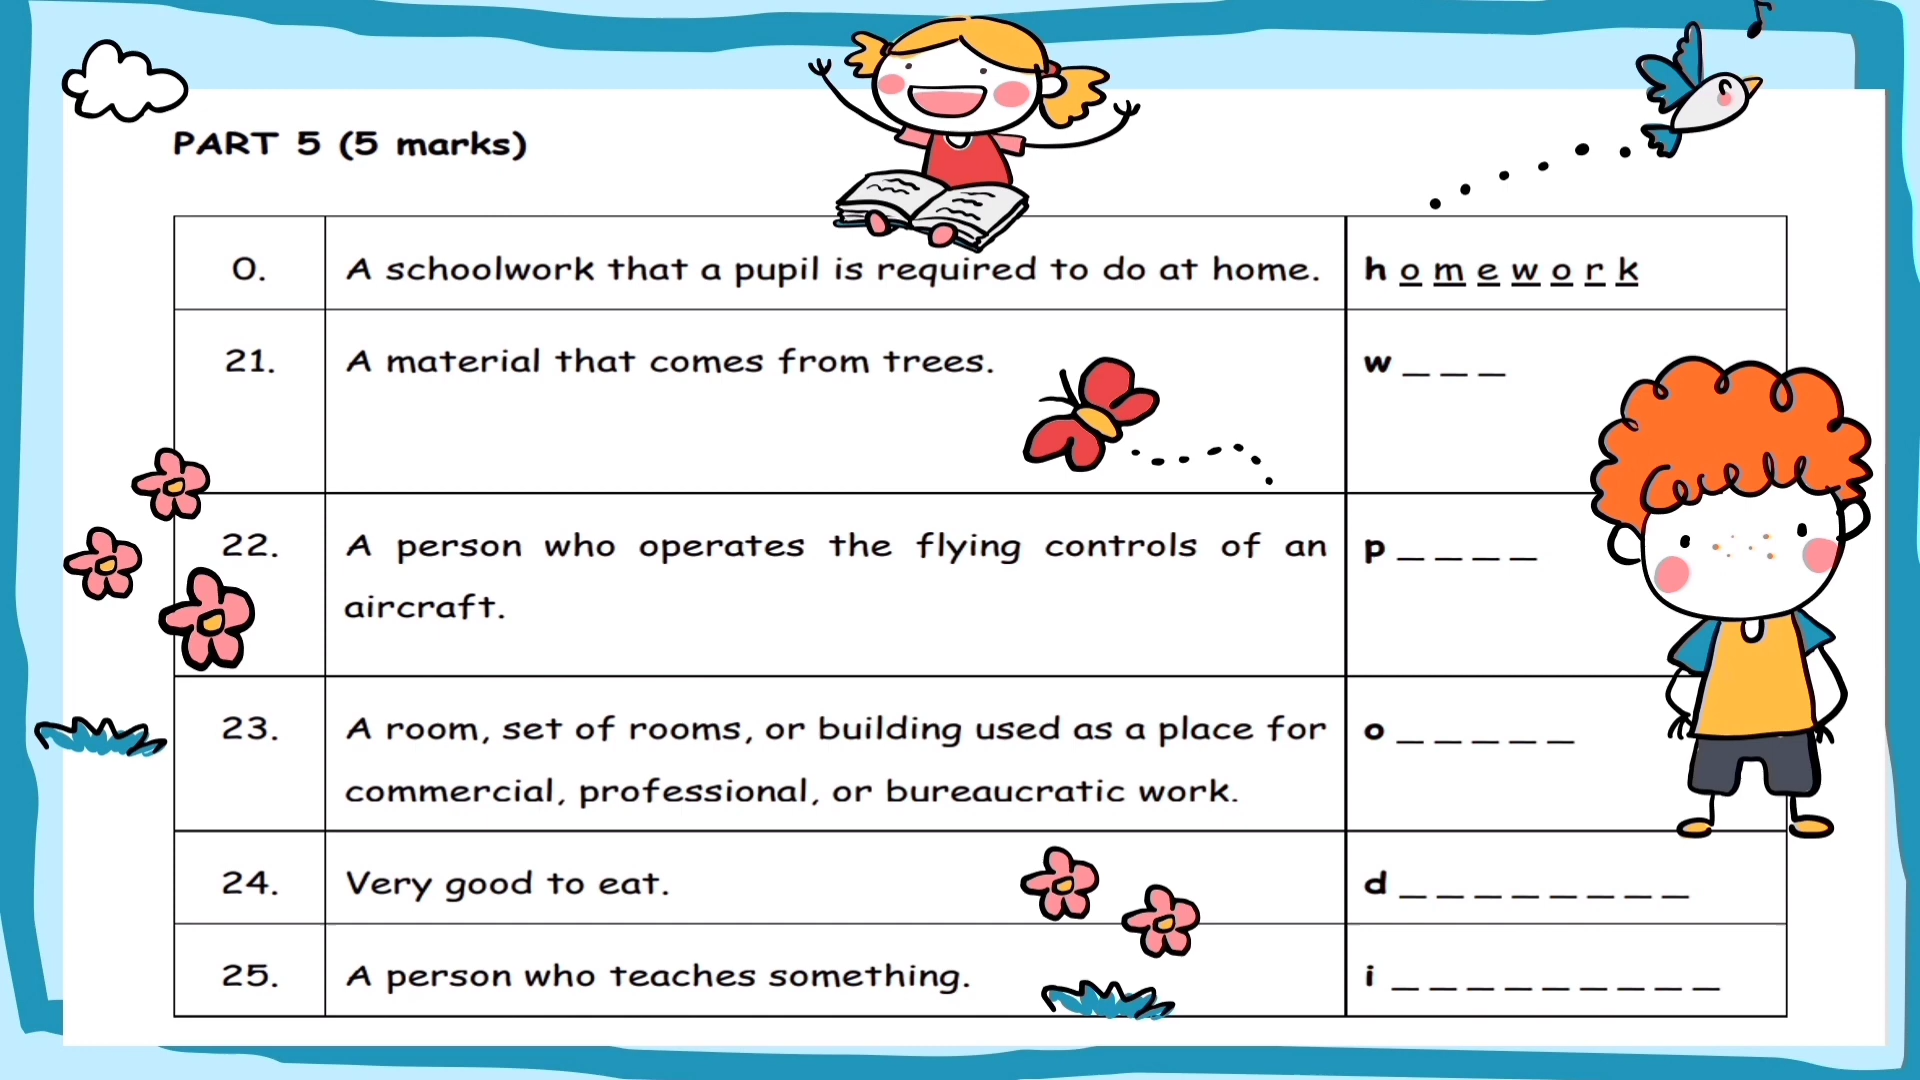 PART 5 (5 marks)
0. A schoolwork that a pupil is required to do at home. h o m e w o r k
21. A material that comes from trees. w _ _ _
22. A person who operates the flying controls of an p _ _ _ _
aircraft.
23. A room, set of rooms, or building used as a place for o _ _ _ _ _
commercial, professional, or bureaucratic work.
24. Very good to eat. d _ _ _ _ _ _ _ _
25. A person who teaches something. i _ _ _ _ _ _ _ _ _